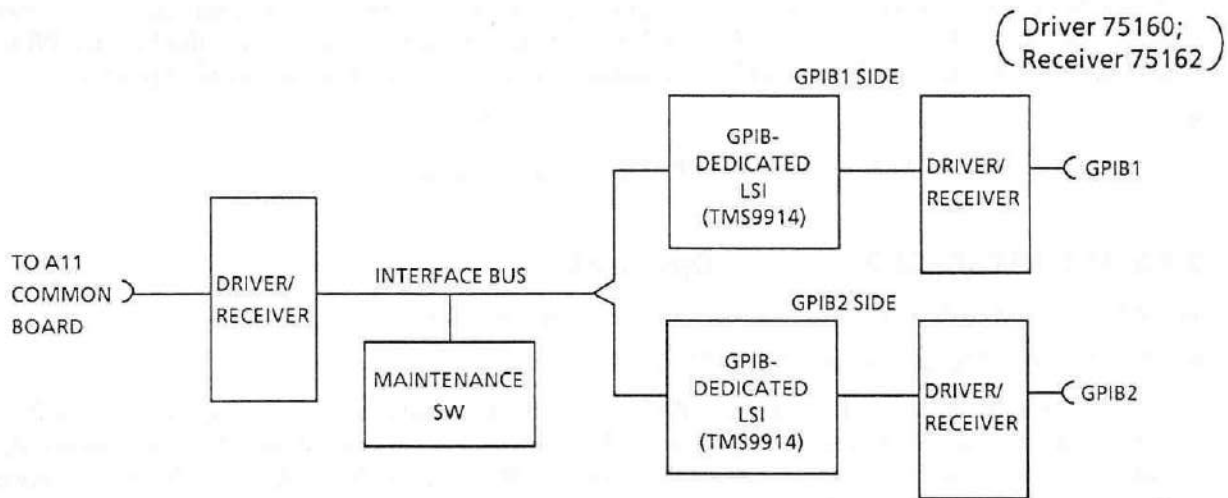 Driver 75160;
Receiver 75162
GPIB1 SIDE
GPIB-
DEDICATED
LSI
(TMS9914)
DRIVER/
RECEIVER
GPIB1
TO A11
COMMON
BOARD
DRIVER/
RECEIVER
INTERFACE BUS
MAINTENANCE
SW
GPIB2 SIDE
GPIB-
DEDICATED
LSI
(TMS9914)
DRIVER/
RECEIVER
GPIB2